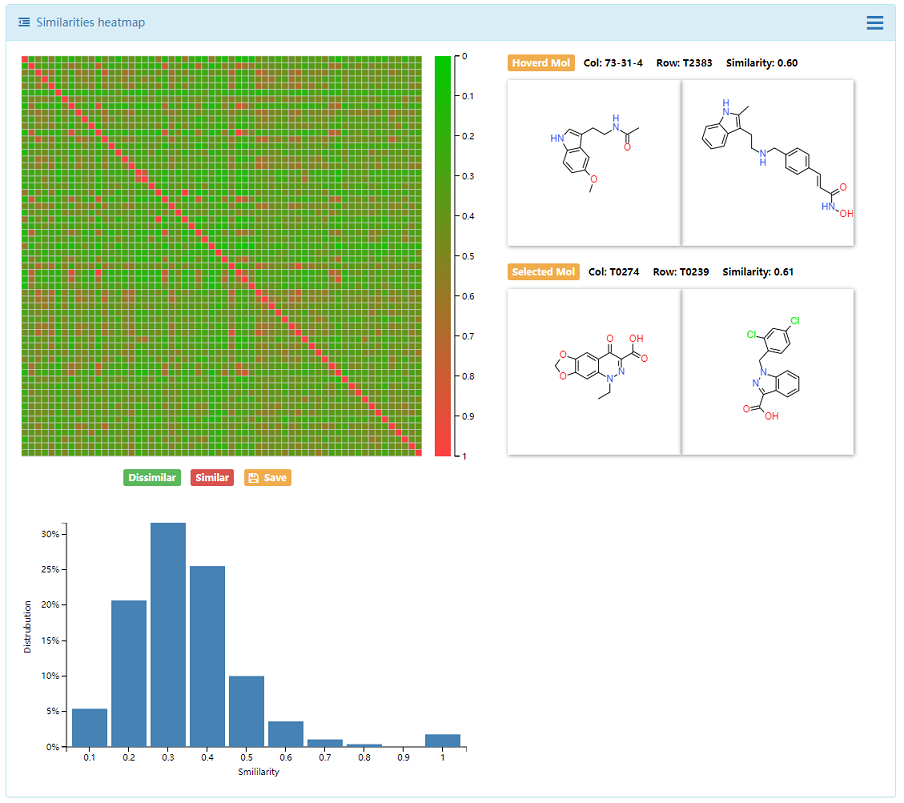 Similarities heatmap
0
0.1
0.2
0.3
0.4
0.5
0.6
0.7
0.8
0.9
1
Dissimilar Similar Save
Hoverd Mol Col: 73-31-4 Row: T2383 Similarity: 0.60
HN
H
N
O
O
H
N
N
H
O
HN
OH
Selected Mol Col: T0274 Row: T0239 Similarity: 0.61
O
OH
O
O
O
N
N
Cl
Cl
N
N
O
OH
30%
25%
20%
15%
10%
5%
0%
Distrubution
0.1 0.2 0.3 0.4 0.5 0.6 0.7 0.8 0.9 1
Smililarity